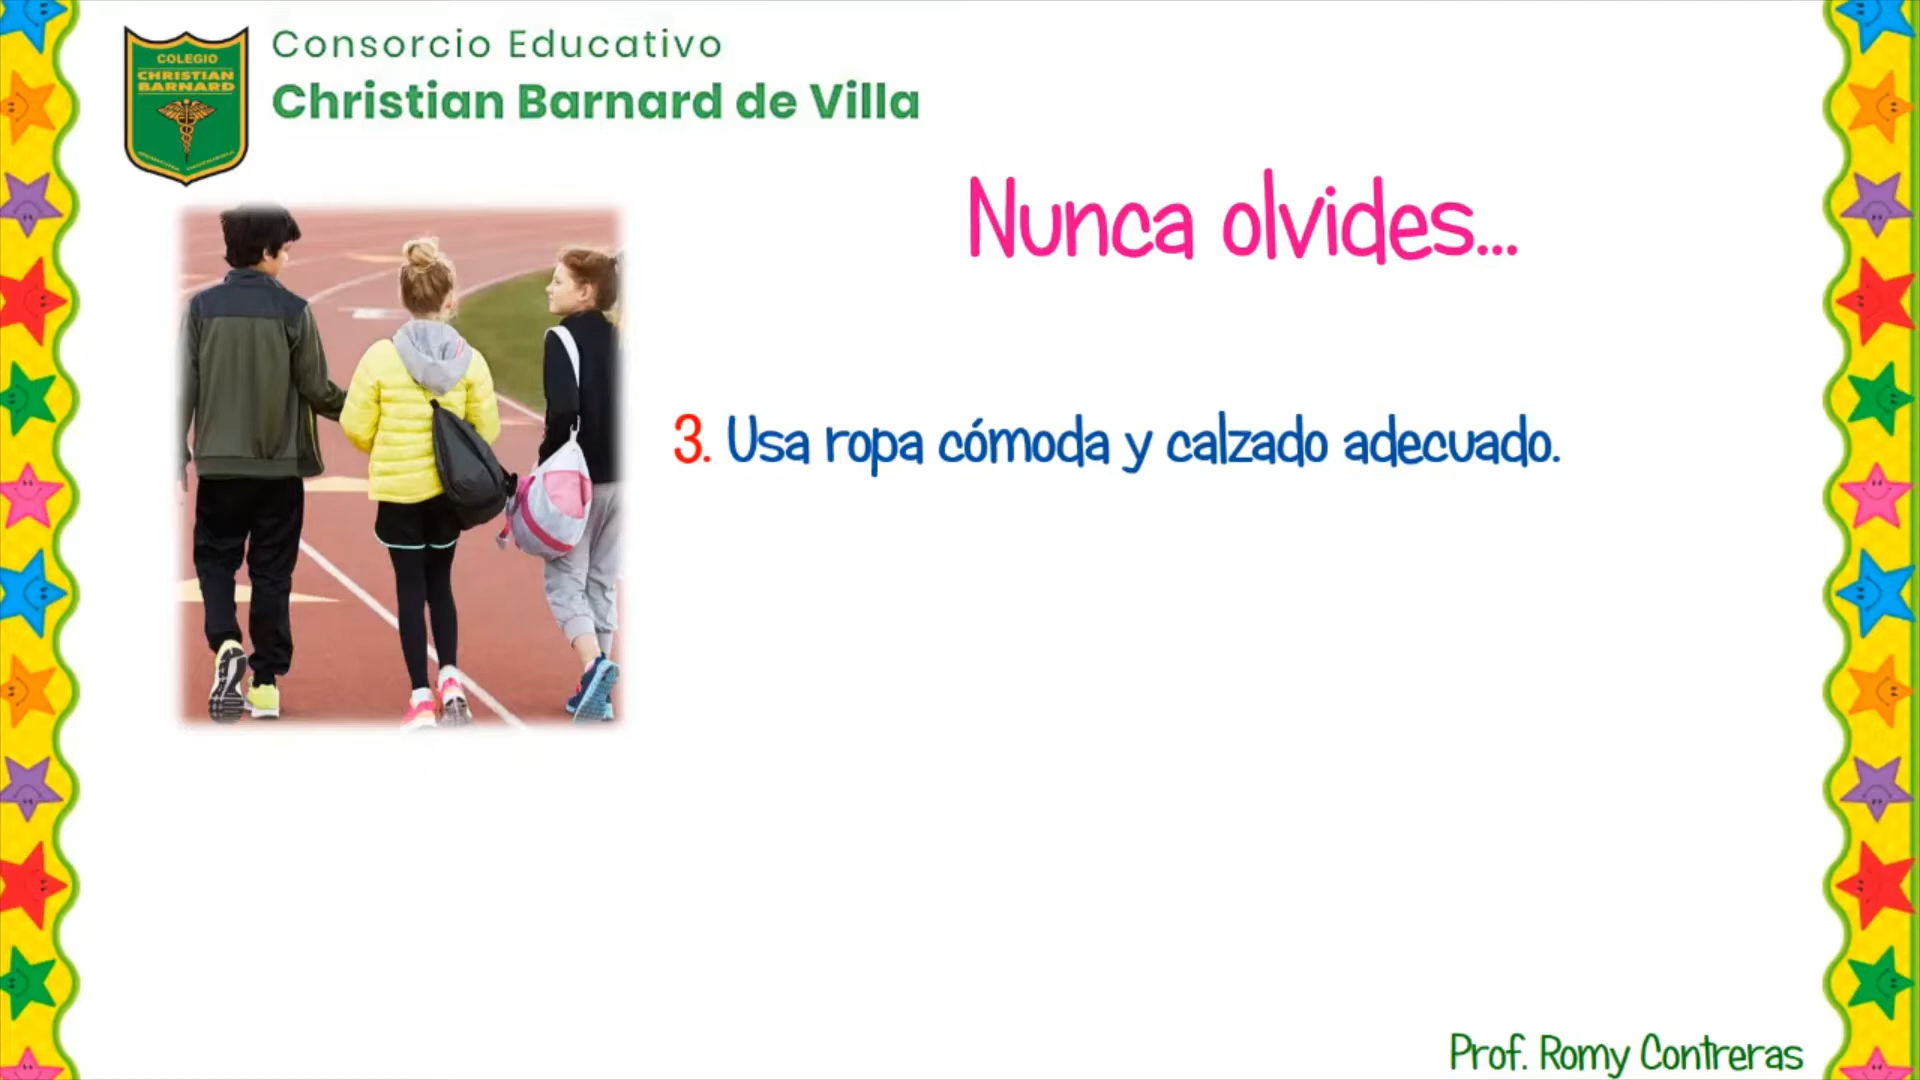 COLEGIO
CHRISTIAN
BARNARD
Consorcio Educativo
Christian Barnard de Villa
Nunca olvides...
3. Usa ropa cómoda y calzado adecuado.
Prof. Romy Contreras